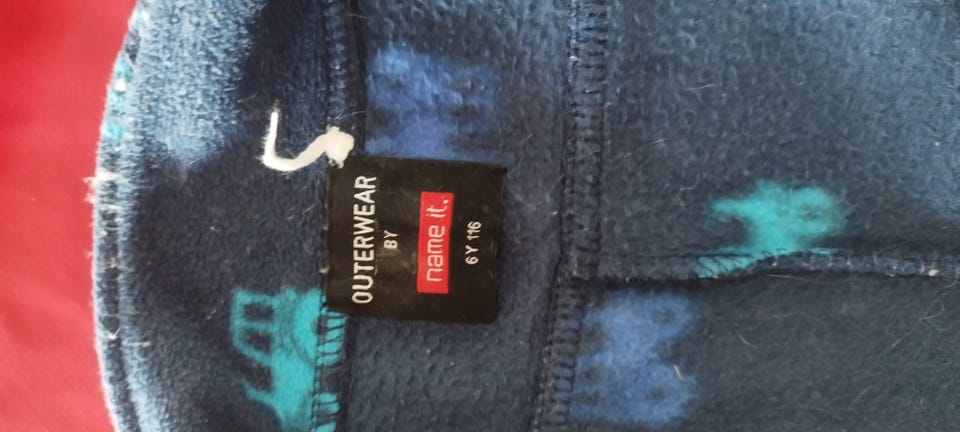 OUTERWEAR
BY
name it.
6Y 116